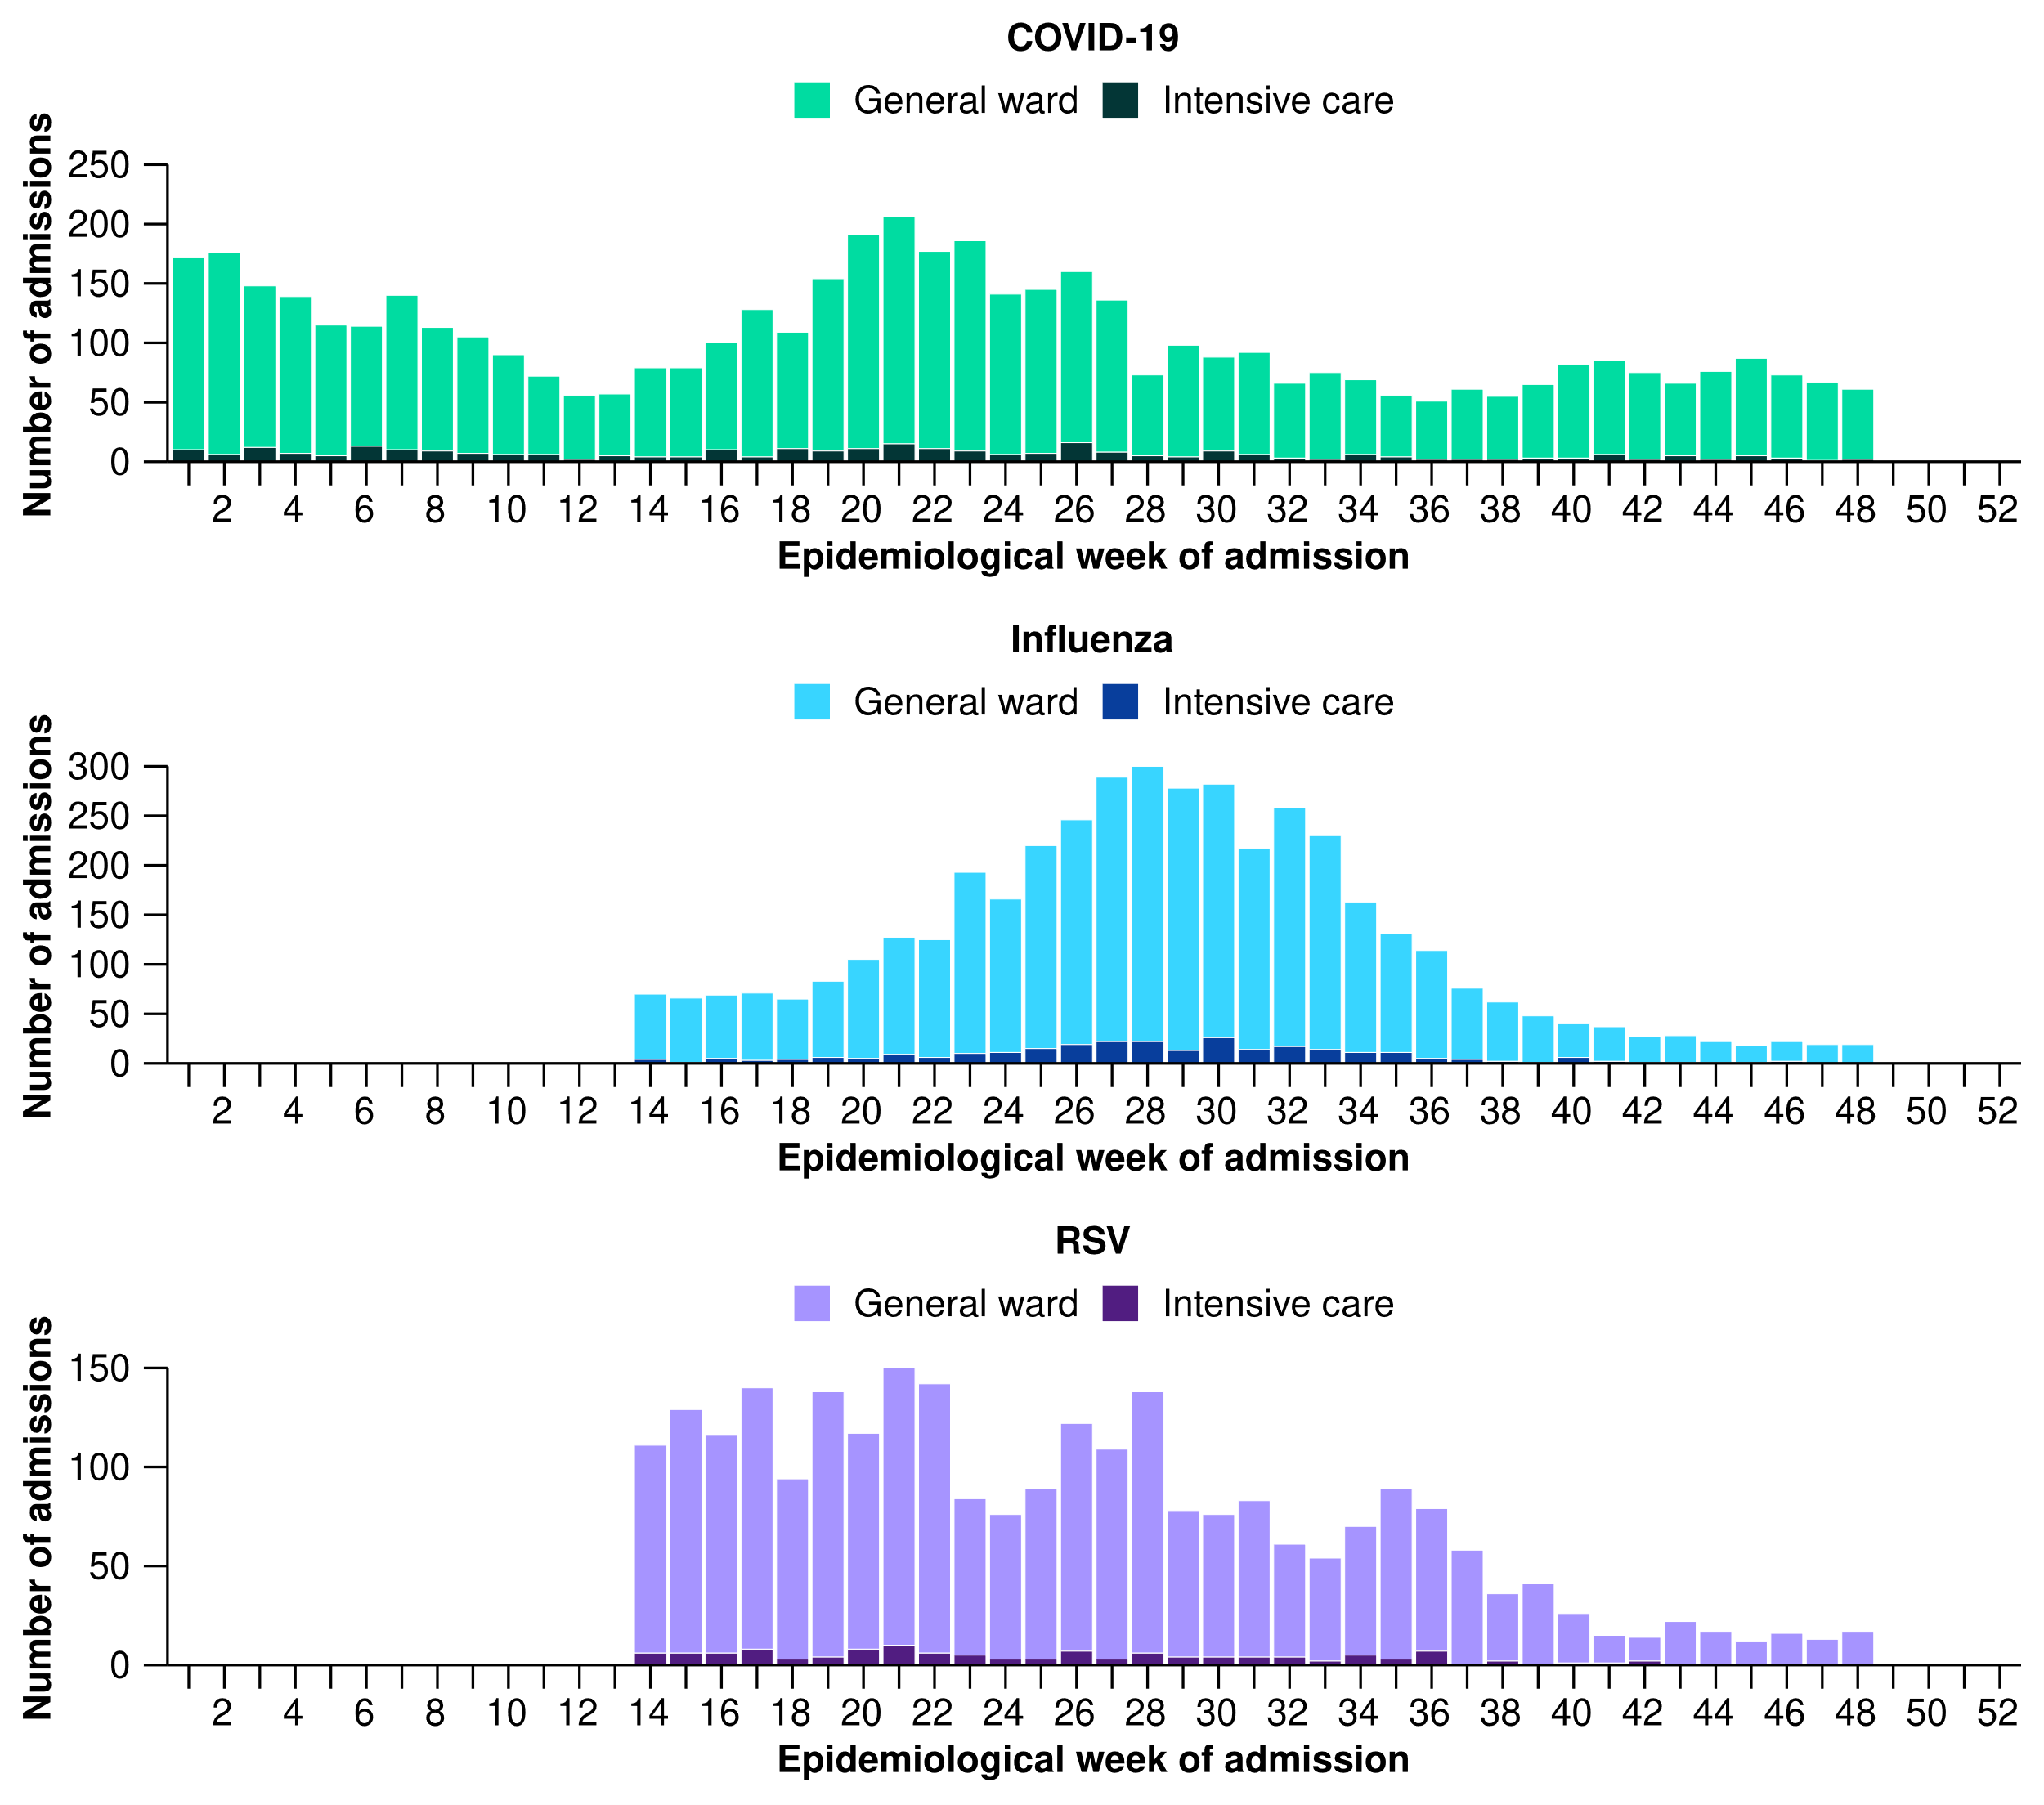 COVID-19
General ward Intensive care
Number of admissions
250
200
150
100
50
0
2 4 6 8 10 12 14 16 18 20 22 24 26 28 30 32 34 36 38 40 42 44 46 48 50 52
Epidemiological week of admission
Influenza
General ward Intensive care
Number of admissions
300
250
200
150
100
50
0
2 4 6 8 10 12 14 16 18 20 22 24 26 28 30 32 34 36 38 40 42 44 46 48 50 52
Epidemiological week of admission
RSV
General ward Intensive care
Number of admissions
150
100
50
0
2 4 6 8 10 12 14 16 18 20 22 24 26 28 30 32 34 36 38 40 42 44 46 48 50 52
Epidemiological week of admission